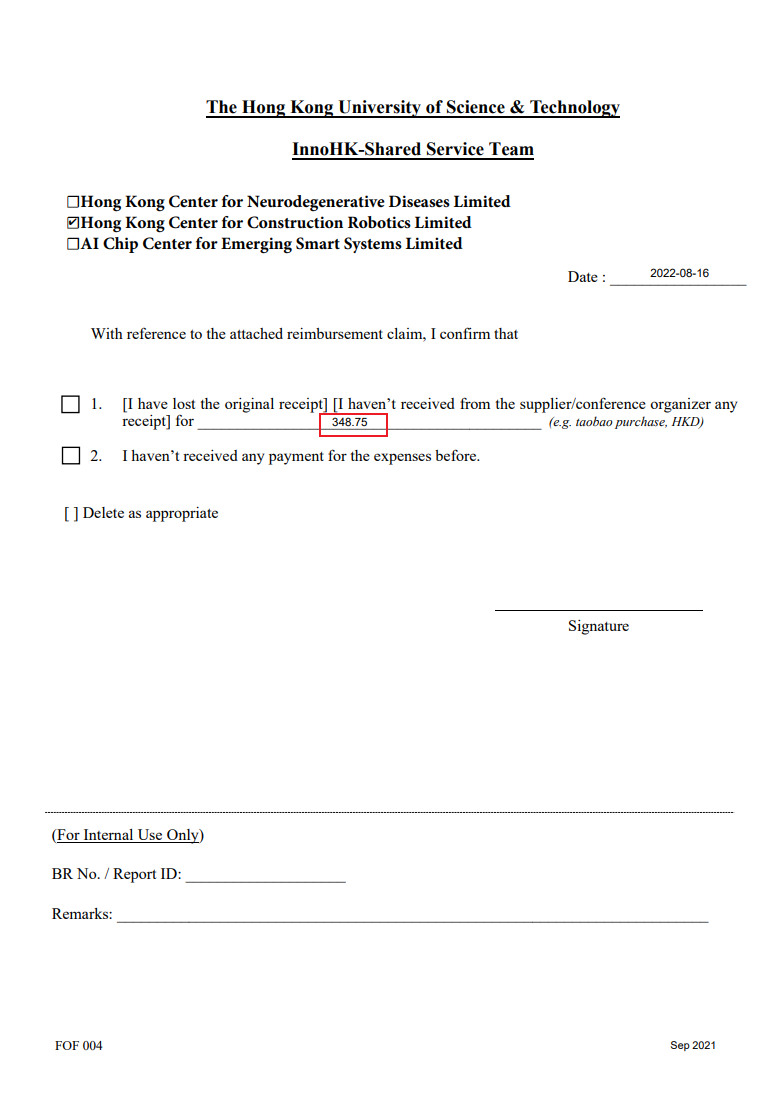 The Hong Kong University of Science & Technology
InnoHK-Shared Service Team
☐Hong Kong Center for Neurodegenerative Diseases Limited
☑Hong Kong Center for Construction Robotics Limited
☐AI Chip Center for Emerging Smart Systems Limited
Date : 2022-08-16
With reference to the attached reimbursement claim, I confirm that
☐ 1. [I have lost the original receipt] [I haven’t received from the supplier/conference organizer any
receipt] for 348.75 (e.g. taobao purchase, HKD)
☐ 2. I haven’t received any payment for the expenses before.
[ ] Delete as appropriate
Signature
(For Internal Use Only)
BR No. / Report ID: ____________________
Remarks: ____________________
FOF 004 Sep 2021